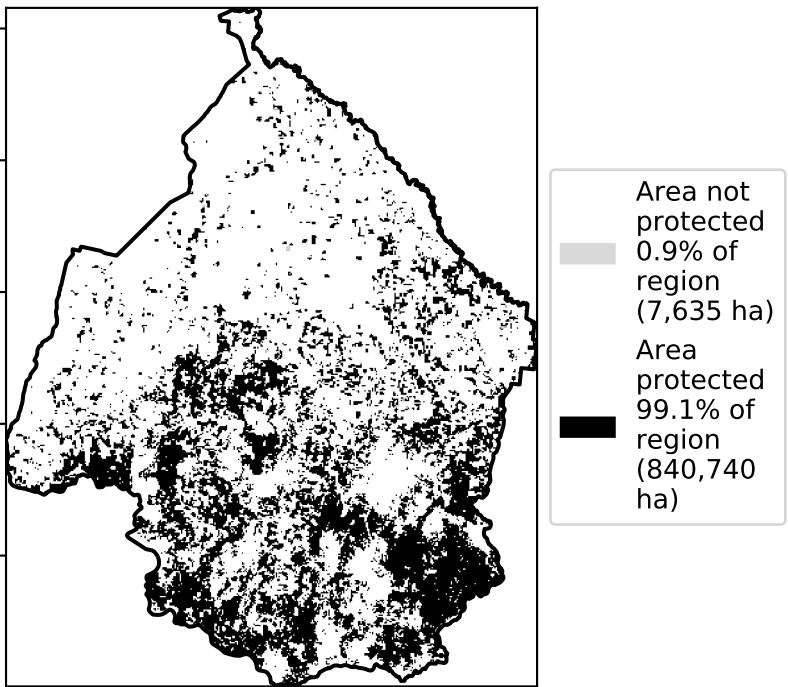 Area not
protected
0.9% of
region
(7,635 ha)
Area
protected
99.1% of
region
(840,740
ha)